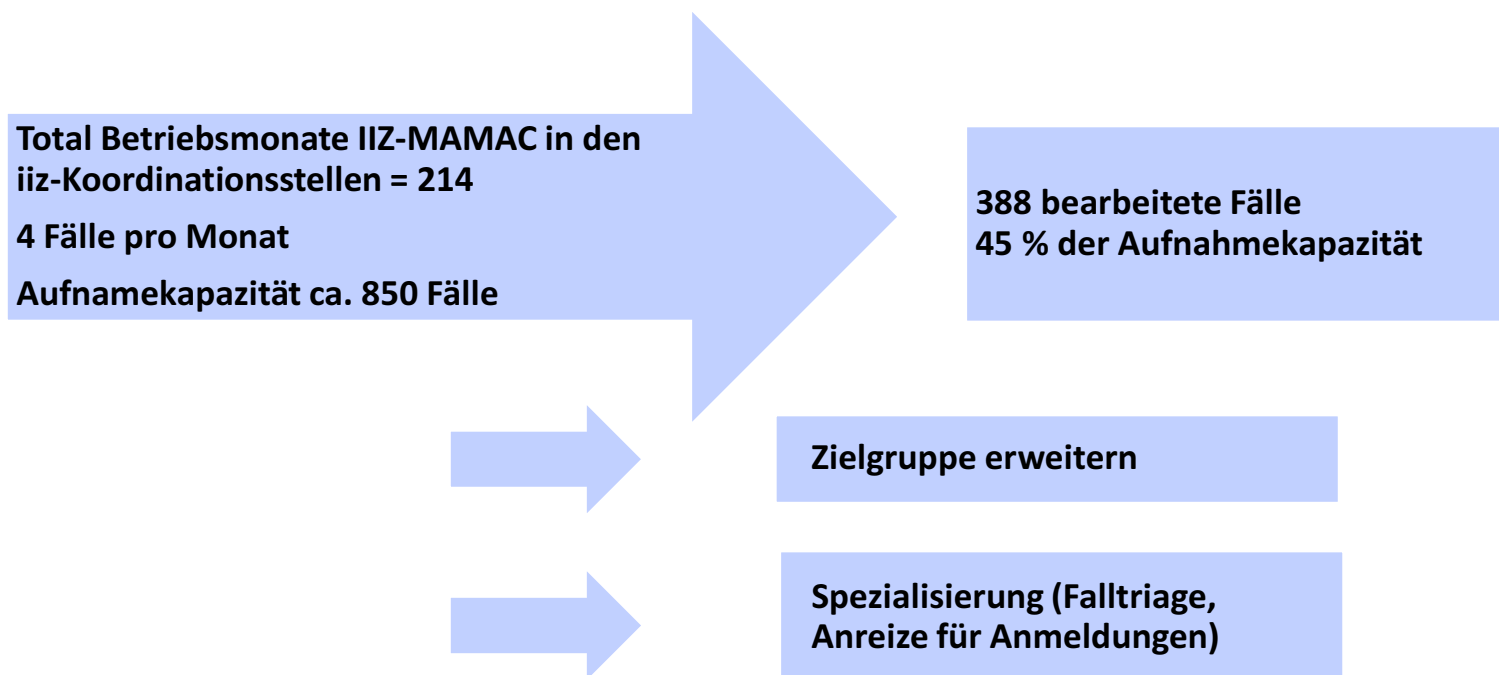 Total Betriebsmonate IIZ-MAMAC in den
iiz-Koordinationsstellen = 214
4 Fälle pro Monat
Aufnamekapazität ca. 850 Fälle
388 bearbeitete Fälle
45 % der Aufnahmekapazität
Zielgruppe erweitern
Spezialisierung (Falltriage,
Anreize für Anmeldungen)